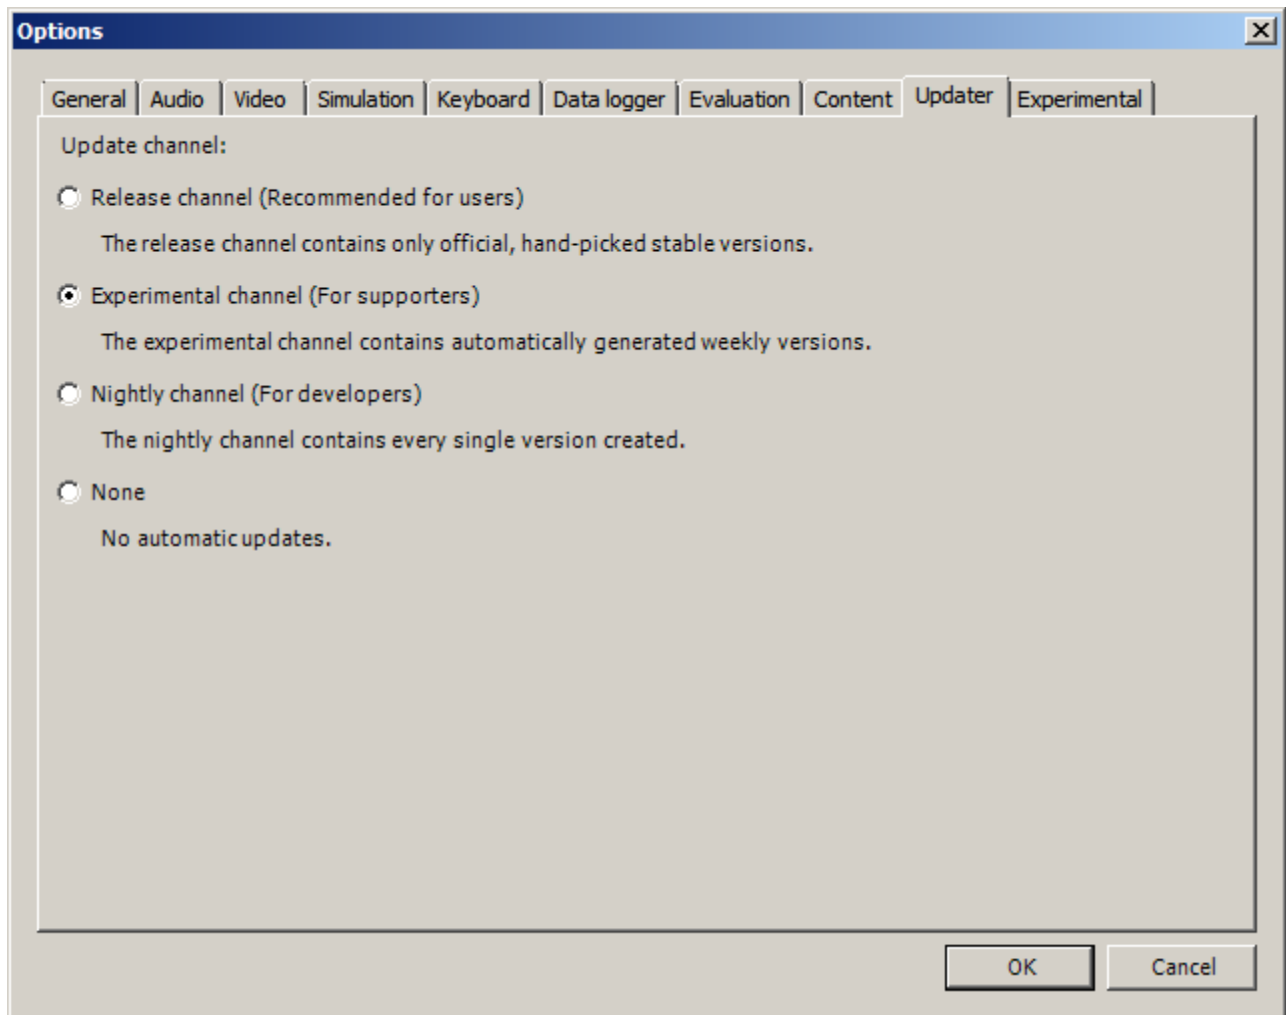 Options
General Audio Video Simulation Keyboard Data logger Evaluation Content Updater Experimental
Update channel:
Release channel (Recommended for users)
The release channel contains only official, hand-picked stable versions.
Experimental channel (For supporters)
The experimental channel contains automatically generated weekly versions.
Nightly channel (For developers)
The nightly channel contains every single version created.
None
No automatic updates.
OK Cancel